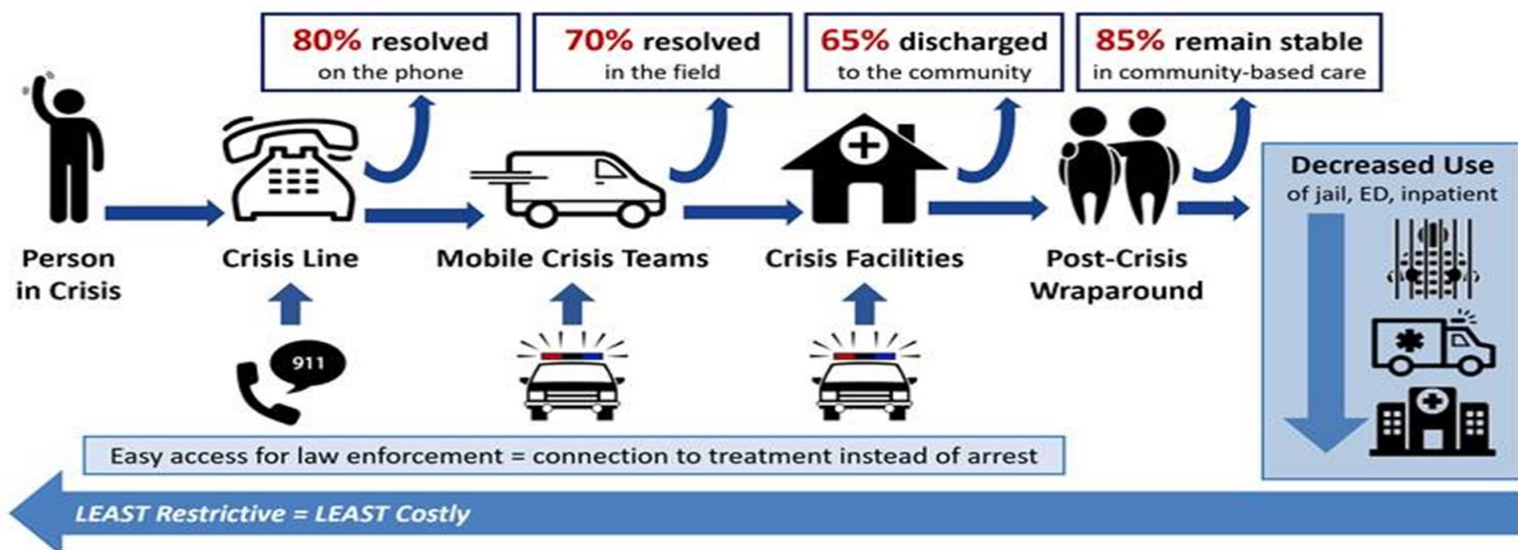 80% resolved
on the phone
70% resolved
in the field
65% discharged
to the community
85% remain stable
in community-based care
Person
in Crisis
Crisis Line
Mobile Crisis Teams
Crisis Facilities
Post-Crisis
Wraparound
Decreased Use
of jail, ED, inpatient
911
Easy access for law enforcement = connection to treatment instead of arrest
LEAST Restrictive = LEAST Costly